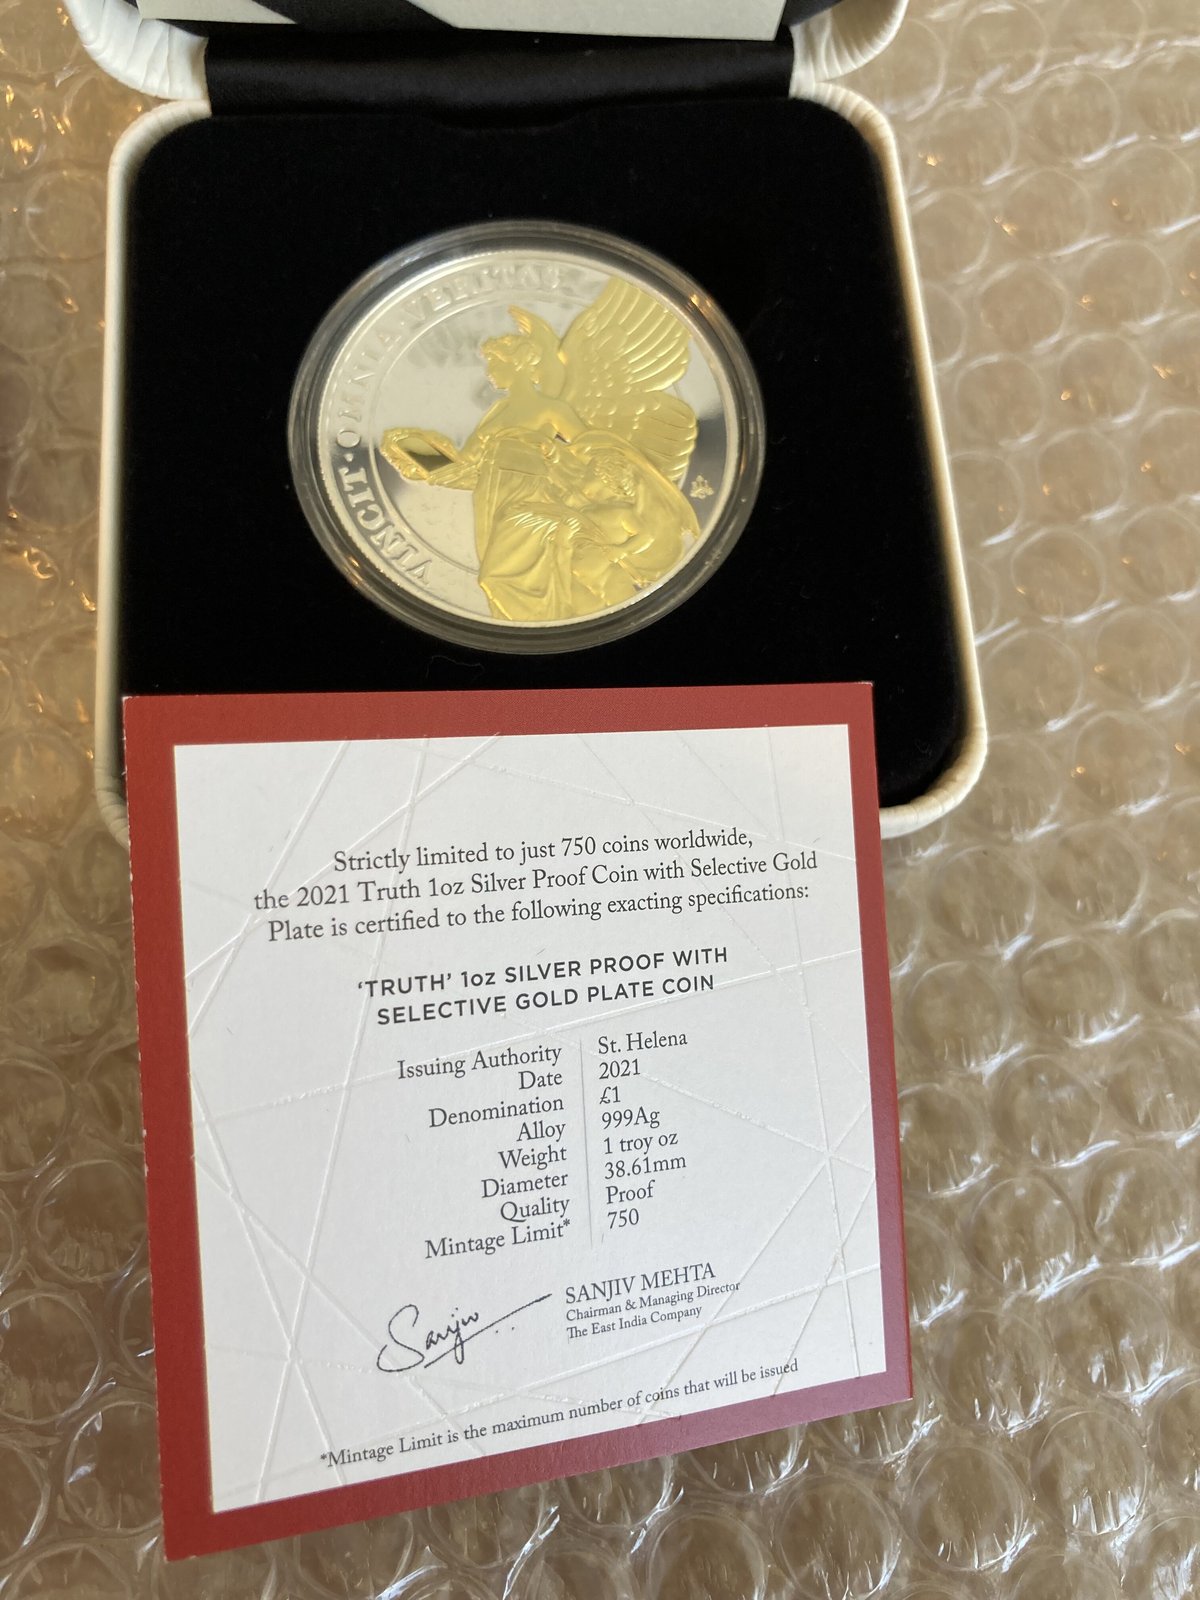 VINCIT · OMNIA · VERITAS
Strictly limited to just 750 coins worldwide,
the 2021 Truth 1oz Silver Proof Coin with Selective Gold
Plate is certified to the following exacting specifications:
‘TRUTH’ 1oz SILVER PROOF WITH
SELECTIVE GOLD PLATE COIN
Issuing Authority St. Helena
Date 2021
Denomination £1
Alloy 999Ag
Weight 1 troy oz
Diameter 38.61mm
Quality Proof
Mintage Limit* 750
Sanjiv
SANJIV MEHTA
Chairman & Managing Director
The East India Company
*Mintage Limit is the maximum number of coins that will be issued